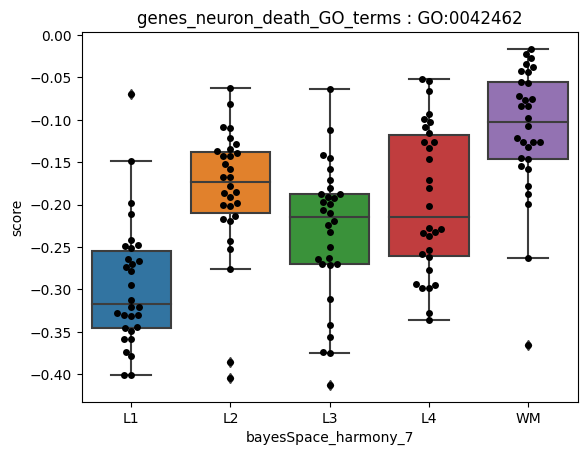 genes_neuron_death_GO_terms : GO:0042462
0.00
−0.05
−0.10
−0.15
−0.20
−0.25
−0.30
−0.35
−0.40
score
L1 L2 L3 L4 WM
bayesSpace_harmony_7